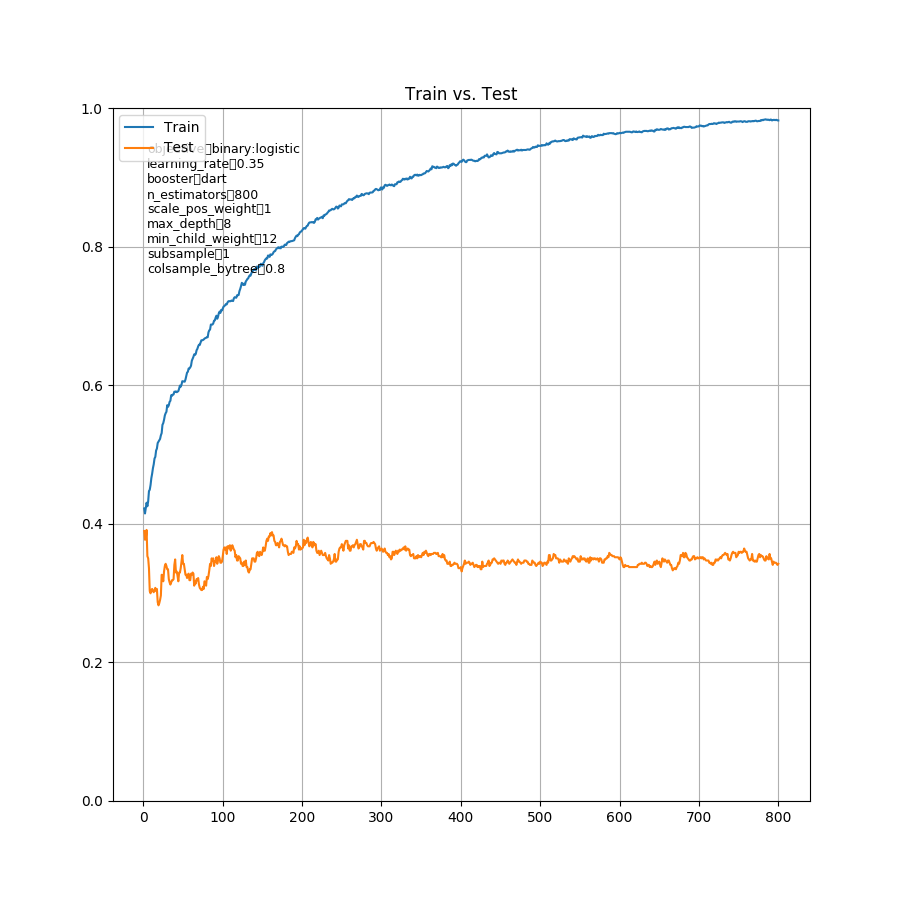 Train vs. Test
1.0
0.8
0.6
0.4
0.2
0.0
Train
Test
binary:logistic
learning_rate▯0.35
booster▯dart
n_estimators▯800
scale_pos_weight▯1
max_depth▯8
min_child_weight▯12
subsample▯1
colsample_bytree▯0.8
0 100 200 300 400 500 600 700 800